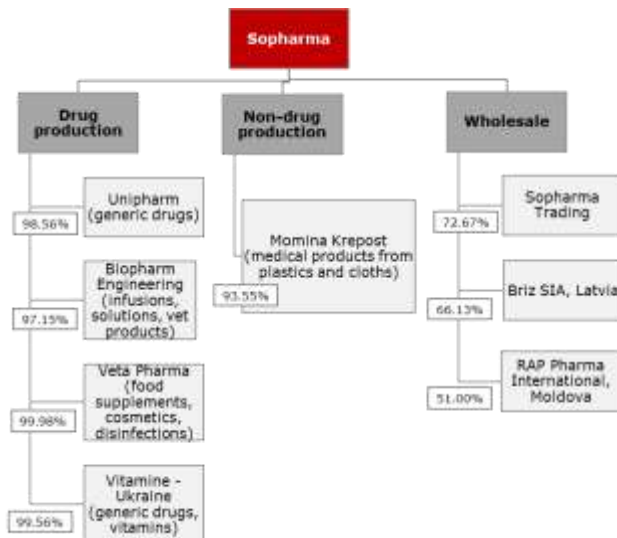 Sopharma
Drug
production
Non-drug
production
Wholesale
Unipharm
(generic drugs)
98.56%
Biopharm
Engineering
(infusions,
solutions, vet
products)
97.15%
Veta Pharma
(food
supplements,
cosmetics,
disinfections)
99.98%
Vitamine -
Ukraine
(generic drugs,
vitamins)
99.56%
Momina Krepost
(medical products
from
plastics and cloths)
93.55%
Sopharma
Trading
72.67%
Briz SIA, Latvia
66.13%
RAP Pharma
International,
Moldova
51.00%